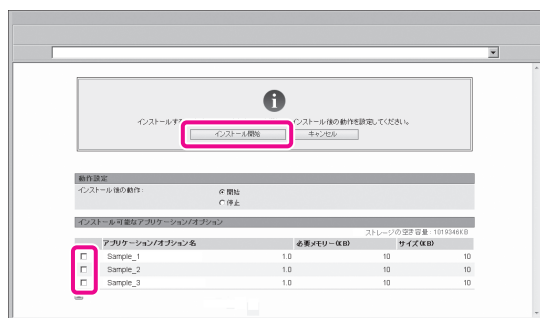 インストールす
ンストール後の動作を設定してください。
インストール開始
キャンセル
動作設定
インストール後の動作:
開始
停止
インストール可能なアプリケーション/オプション
ストレージの空き容量: 1019346KB
アプリケーション/オプション名 必要メモリー(KB) サイズ(KB)
Sample_1 1.0 10 10
Sample_2 1.0 10 10
Sample_3 1.0 10 10